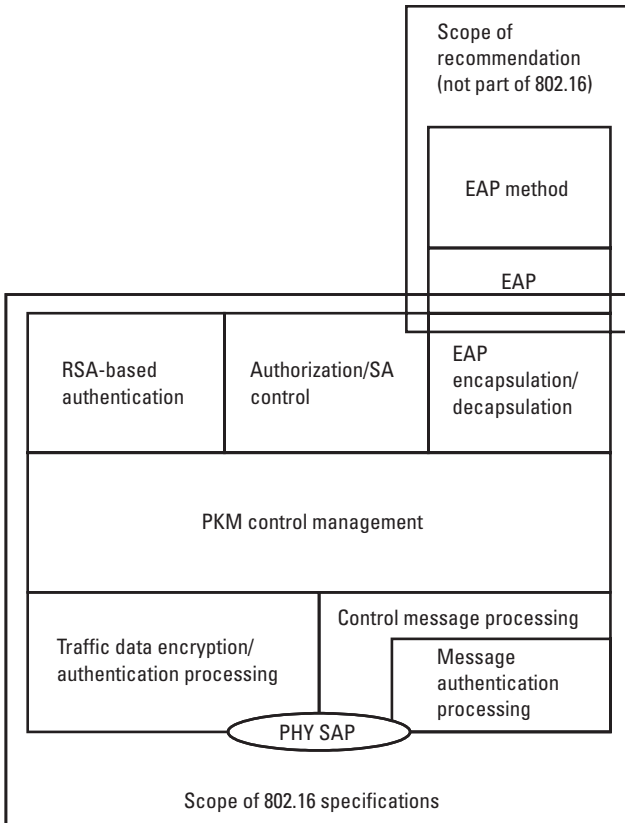 Scope of
recommendation
(not part of 802.16)
EAP method
EAP
RSA-based
authentication
Authorization/SA
control
EAP
encapsulation/
decapsulation
PKM control management
Traffic data encryption/
authentication processing
Control message processing
Message
authentication
processing
PHY SAP
Scope of 802.16 specifications